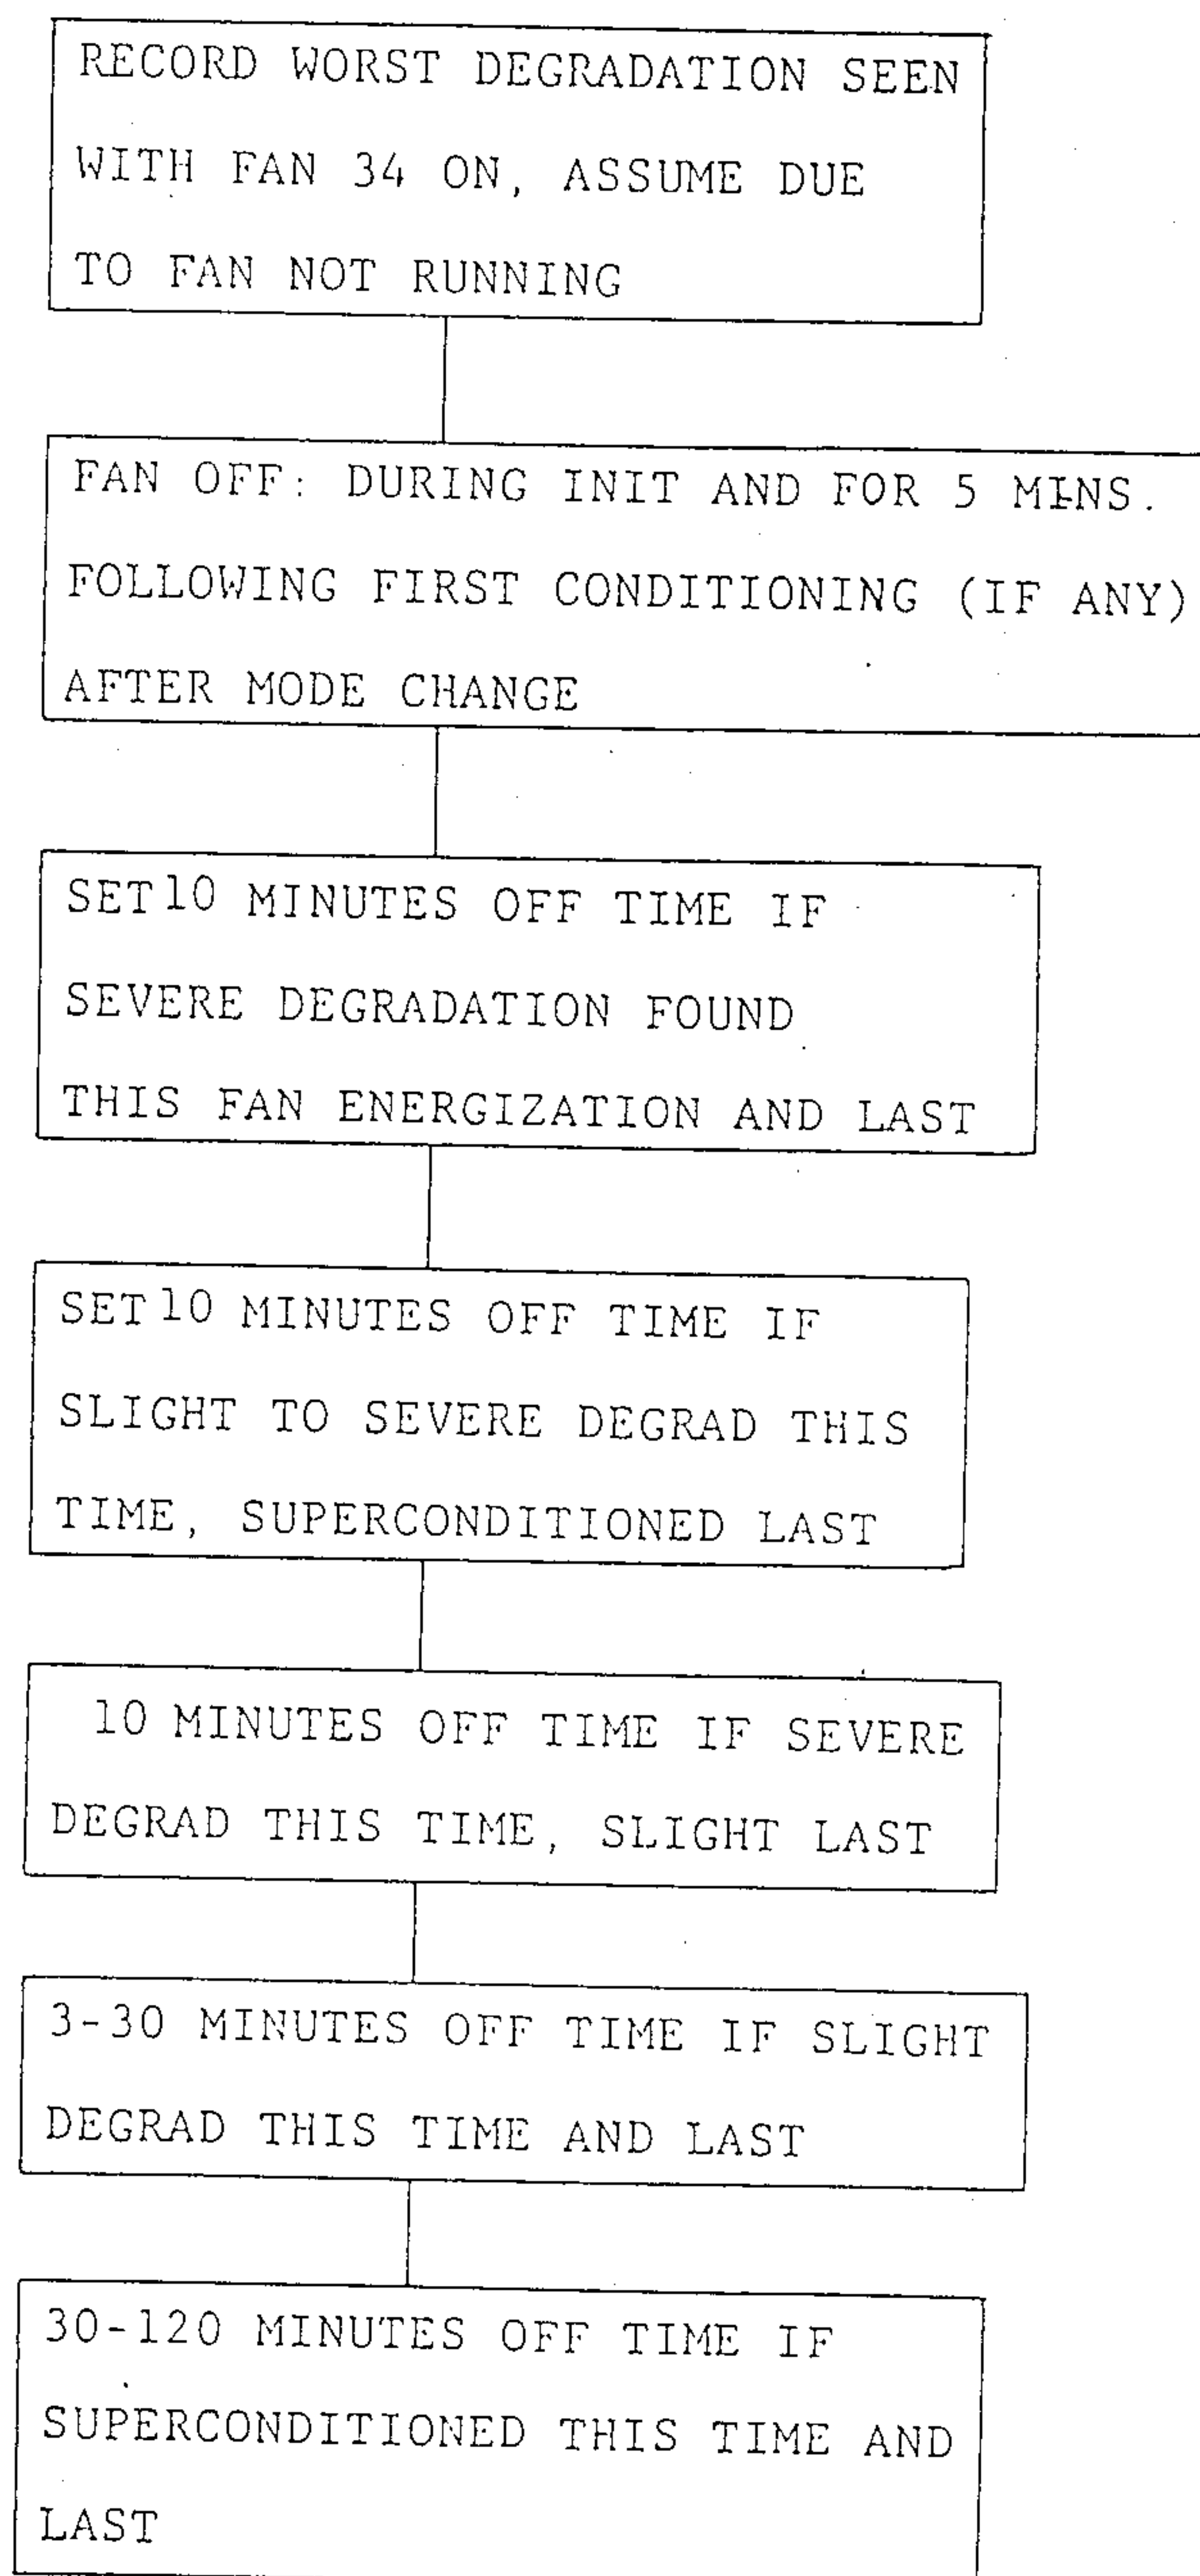 RECORD WORST DEGRADATION SEEN
WITH FAN 34 ON, ASSUME DUE
TO FAN NOT RUNNING
FAN OFF: DURING INIT AND FOR 5 MINS.
FOLLOWING FIRST CONDITIONING (IF ANY)
AFTER MODE CHANGE
SET 10 MINUTES OFF TIME IF
SEVERE DEGRADATION FOUND
THIS FAN ENERGIZATION AND LAST
SET 10 MINUTES OFF TIME IF
SLIGHT TO SEVERE DEGRAD THIS
TIME, SUPERCONDITIONED LAST
10 MINUTES OFF TIME IF SEVERE
DEGRAD THIS TIME, SLIGHT LAST
3-30 MINUTES OFF TIME IF SLIGHT
DEGRAD THIS TIME AND LAST
30-120 MINUTES OFF TIME IF
SUPERCONDITIONED THIS TIME AND
LAST